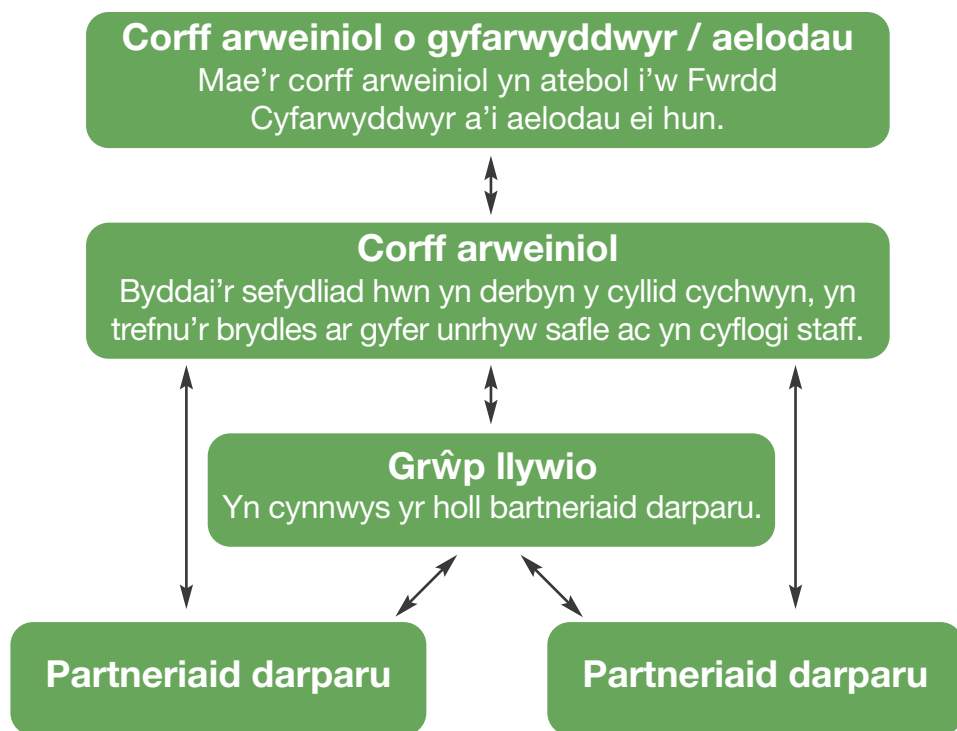 Corff arweiniol o gyfarwyddwyr / aelodau
Mae’r corff arweiniol yn atebol i’w Fwrdd
Cyfarwyddwyr a’i aelodau ei hun.
Corff arweiniol
Byddai’r sefydliad hwn yn derbyn y cyllid cychwyn, yn
trefnu’r brydles ar gyfer unrhyw safle ac yn cyflogi staff.
Grŵp llywio
Yn cynnwys yr holl bartneriaid darparu.
Partneriaid darparu
Partneriaid darparu